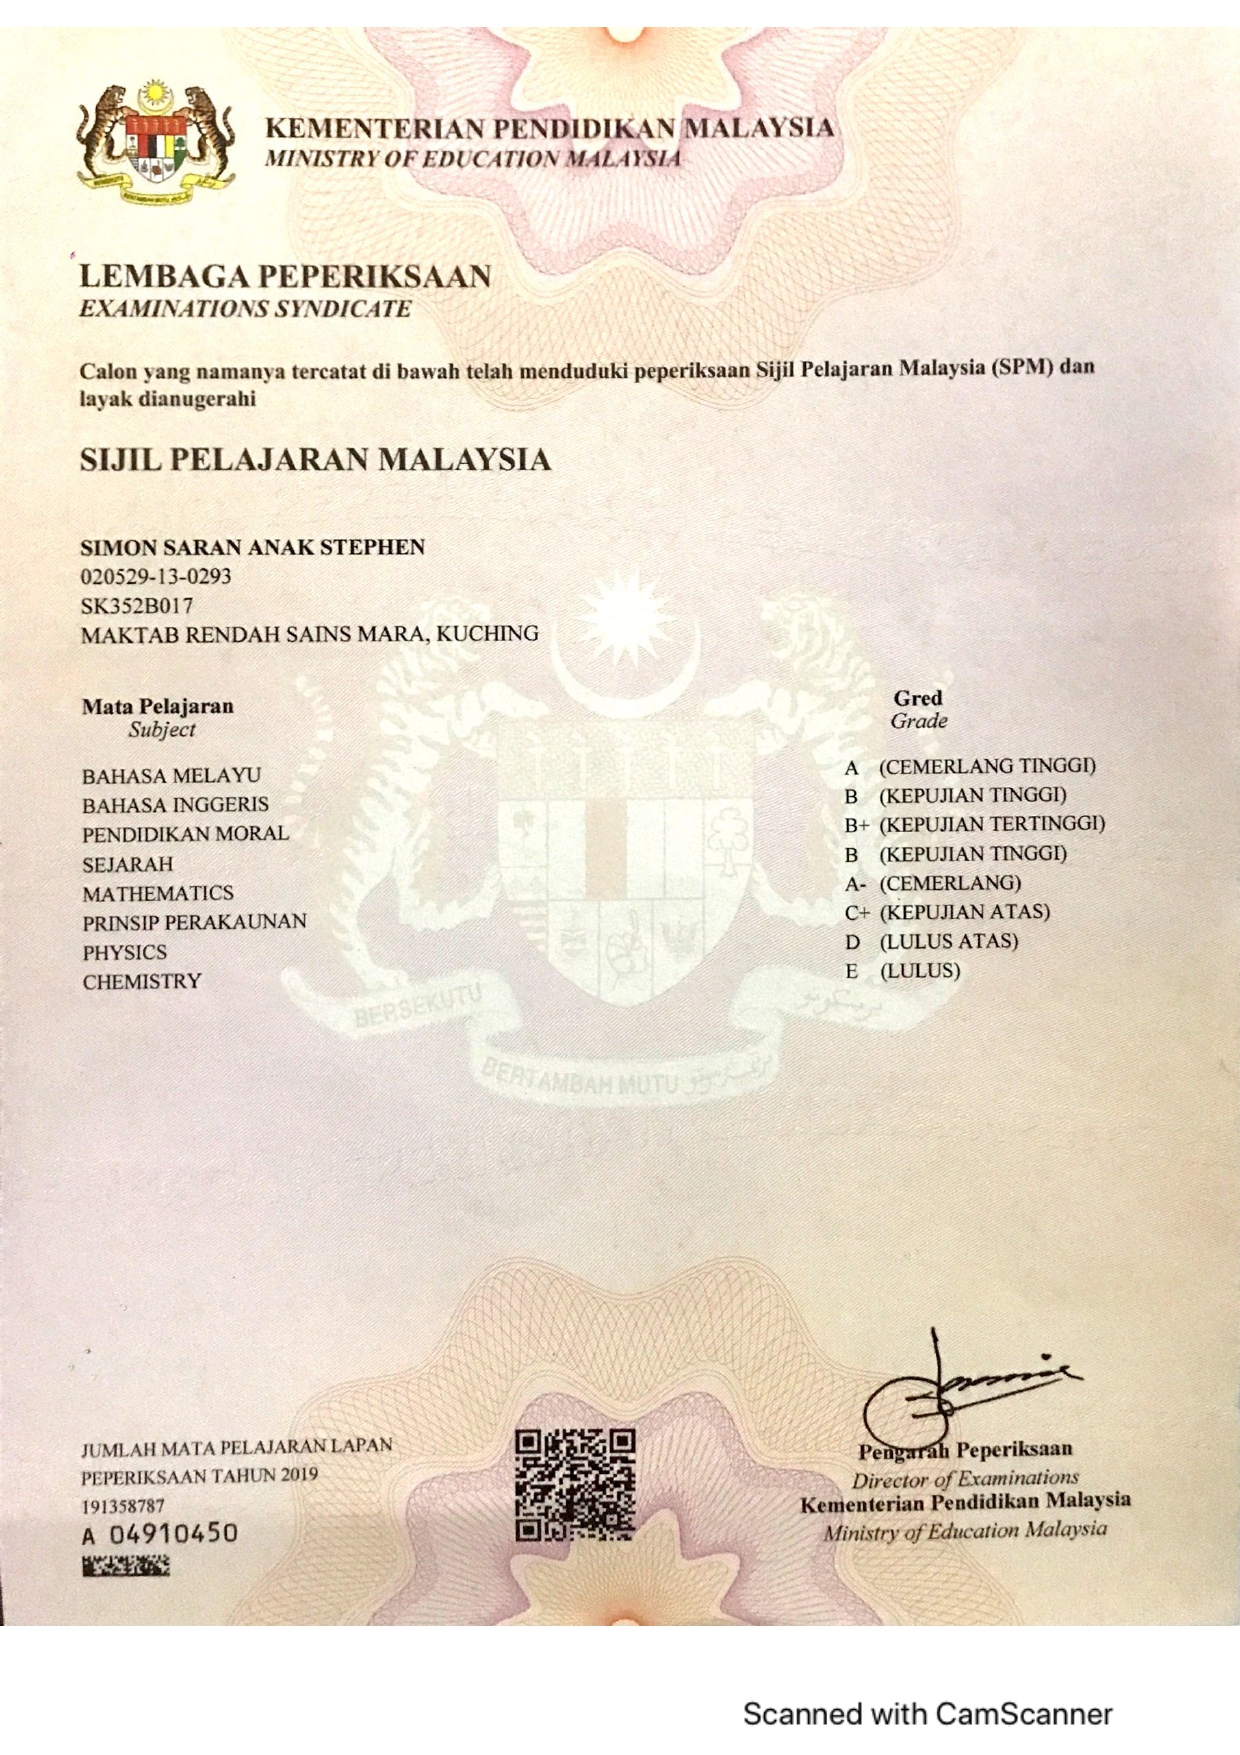 KEMENTERIAN PENDIDIKAN MALAYSIA
MINISTRY OF EDUCATION MALAYSIA
LEMBAGA PEPERIKSAAN
EXAMINATIONS SYNDICATE
Calon yang namanya tercatat di bawah telah menduduki peperiksaan Sijil Pelajaran Malaysia (SPM) dan
layak dianugerahi
SIJIL PELAJARAN MALAYSIA
SIMON SARAN ANAK STEPHEN
020529-13-0293
SK352B017
MAKTAB RENDAH SAINS MARA, KUCHING
Mata Pelajaran Gred
Subject Grade
BAHASA MELAYU A (CEMERLANG TINGGI)
BAHASA INGGERIS B (KEPUJIAN TINGGI)
PENDIDIKAN MORAL B+ (KEPUJIAN TERTINGGI)
SEJARAH B (KEPUJIAN TINGGI)
MATHEMATICS A- (CEMERLANG)
PRINSIP PERAKAUNAN C+ (KEPUJIAN ATAS)
PHYSICS D (LULUS ATAS)
CHEMISTRY E (LULUS)
BERSEKUTU برسكوتو
BERTAMBAH MUTU
JUMLAH MATA PELAJARAN LAPAN
PEPERIKSAAN TAHUN 2019
191358787
A 04910450
Pengarah Peperiksaan
Director of Examinations
Kementerian Pendidikan Malaysia
Ministry of Education Malaysia
Scanned with CamScanner